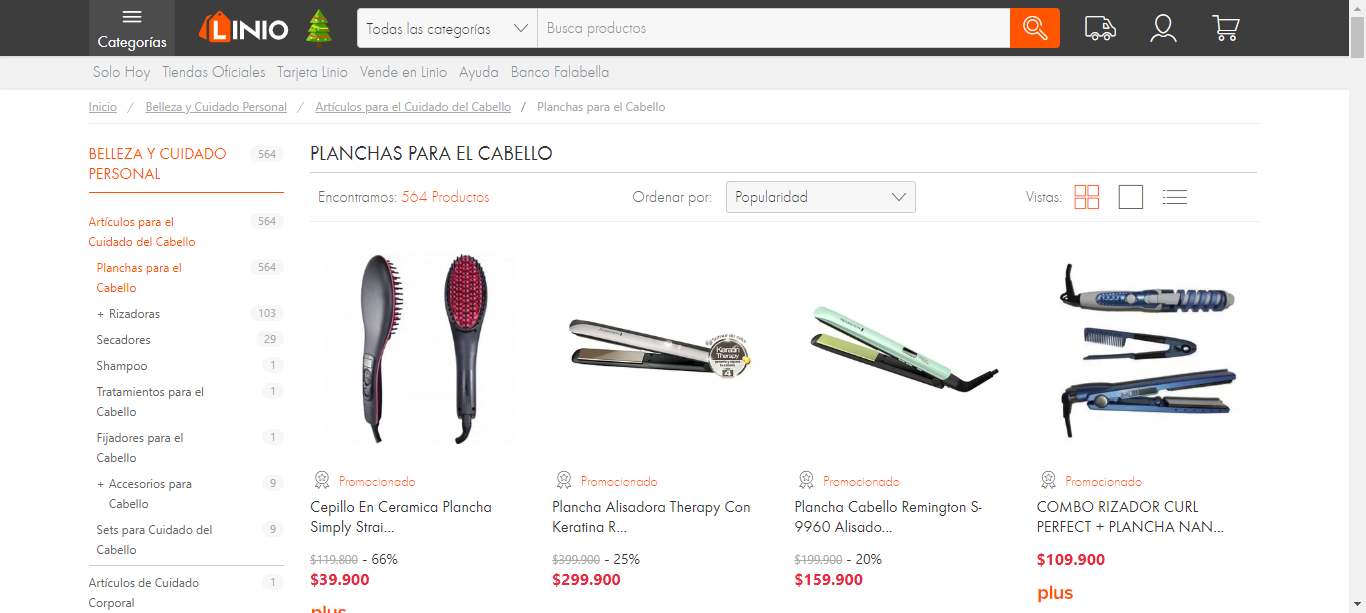 Categorías
LINIO
Todas las categorías
Busca productos
Solo Hoy Tiendas Oficiales Tarjeta Linio Vende en Linio Ayuda Banco Falabella
Inicio / Belleza y Cuidado Personal / Artículos para el Cuidado del Cabello / Planchas para el Cabello
BELLEZA Y CUIDADO 564
PERSONAL
Artículos para el 564
Cuidado del Cabello
Planchas para el 564
Cabello
+ Rizadoras 103
Secadores 29
Shampoo 1
Tratamientos para el 1
Cabello
Fijadores para el 1
Cabello
+ Accesorios para 9
Cabello
Sets para Cuidado del 9
Cabello
Artículos de Cuidado 1
Corporal
PLANCHAS PARA EL CABELLO
Encontramos: 564 Productos
Ordenar por: Popularidad
Vistas:
Promocionado
Cepillo En Ceramica Plancha
Simply Strai...
$119.800 - 66%
$39.900
plus
Keratin
Therapy
4
Promocionado
Plancha Alisadora Therapy Con
Keratina R...
$399.900 - 25%
$299.900
Promocionado
Plancha Cabello Remington S-
9960 Alisado...
$199.900 - 20%
$159.900
Promocionado
COMBO RIZADOR CURL
PERFECT + PLANCHA NAN...
$109.900
plus